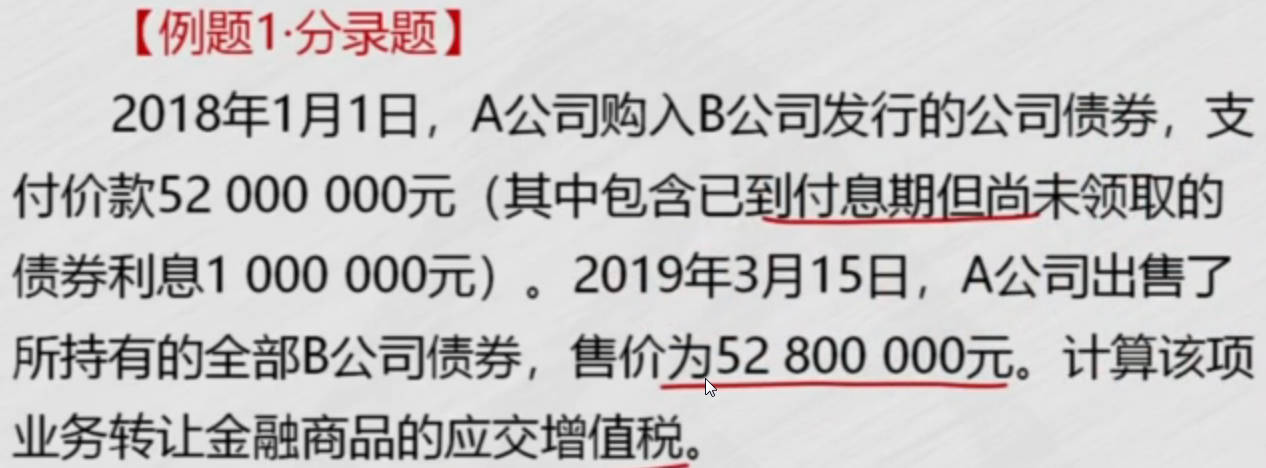 【例题1·分录题】
2018年1月1日，A公司购入B公司发行的公司债券，支
付价款52 000 000元（其中包含已到付息期但尚未领取的
债券利息1 000 000元）。2019年3月15日，A公司出售了
所持有的全部B公司债券，售价为52 800 000元。计算该项
业务转让金融商品的应交增值税。